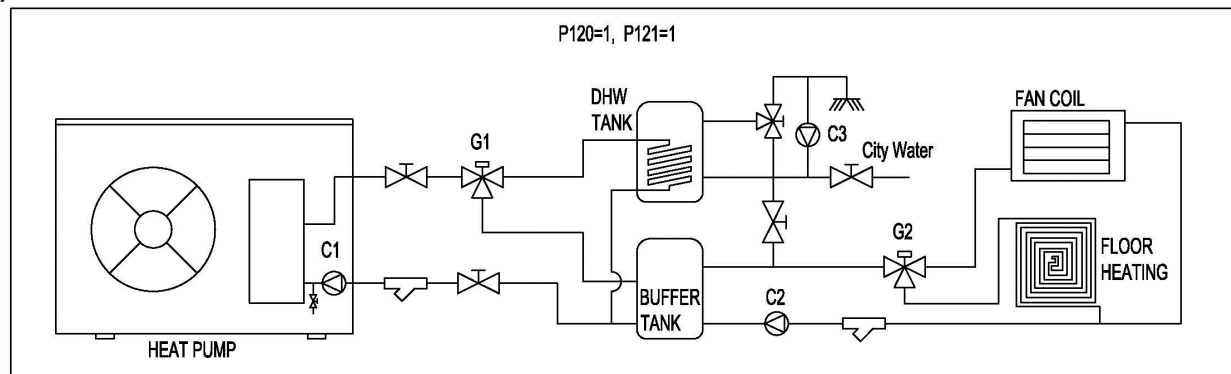 P120=1, P121=1
DHW
TANK
FAN COIL
G1
C3
City Water
C1
G2
FLOOR
HEATING
BUFFER
TANK
C2
HEAT PUMP